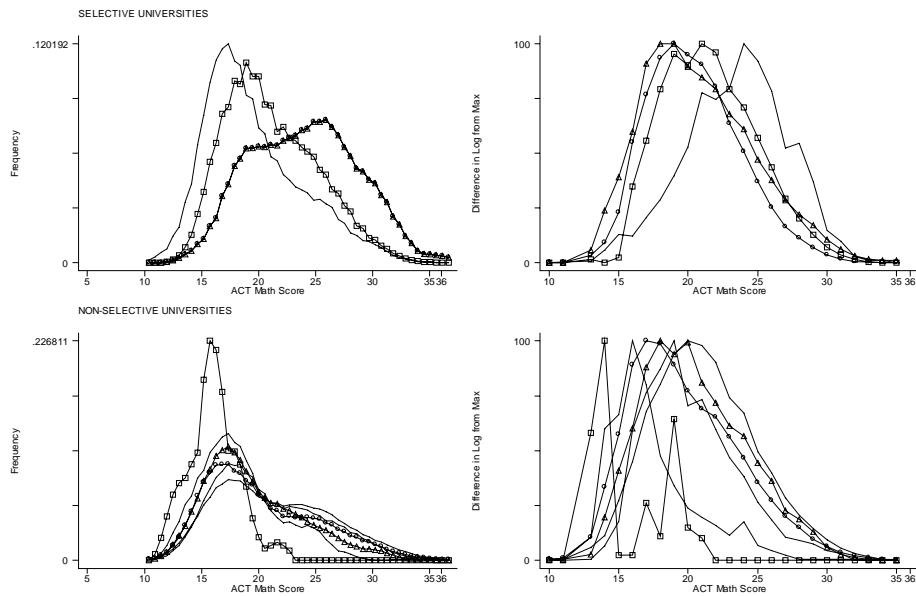 SELECTIVE UNIVERSITIES
.120192
Frequency
0
5 10 15 20 25 30 35 36
ACT Math Score
100
Difference in Log from Max
0
10 15 20 25 30 35 36
ACT Math Score
NON-SELECTIVE UNIVERSITIES
.226811
Frequency
0
5 10 15 20 25 30 35 36
ACT Math Score
100
Difference in Log from Max
0
10 15 20 25 30 35 36
ACT Math Score